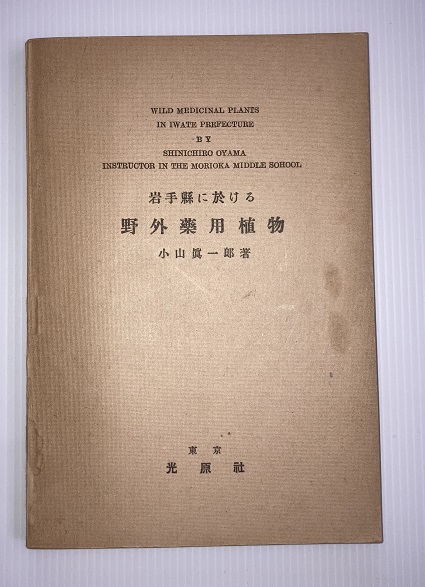 WILD MEDICINAL PLANTS
IN IWATE PREFECTURE
BY
SHINICHIRO OYAMA
INSTRUCTOR IN THE MORIOKA MIDDLE SCHOOL
岩手縣に於ける
野外藥用植物
小山眞一郎著
東京
光原社